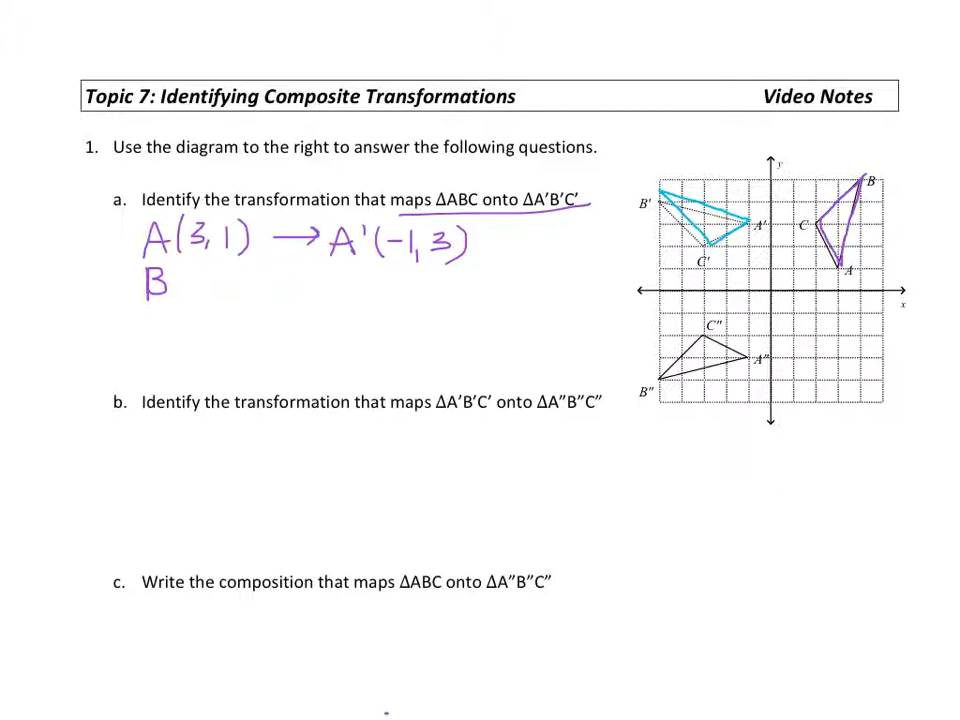 Topic 7: Identifying Composite Transformations Video Notes
1. Use the diagram to the right to answer the following questions.
a. Identify the transformation that maps ΔABC onto ΔA'B'C'
A(3,1) → A'(-1,3)
B
b. Identify the transformation that maps ΔA'B'C' onto ΔA"B"C"
c. Write the composition that maps ΔABC onto ΔA"B"C"
y
B
B'
A'
C
C'
A
x
C"
A"
B"